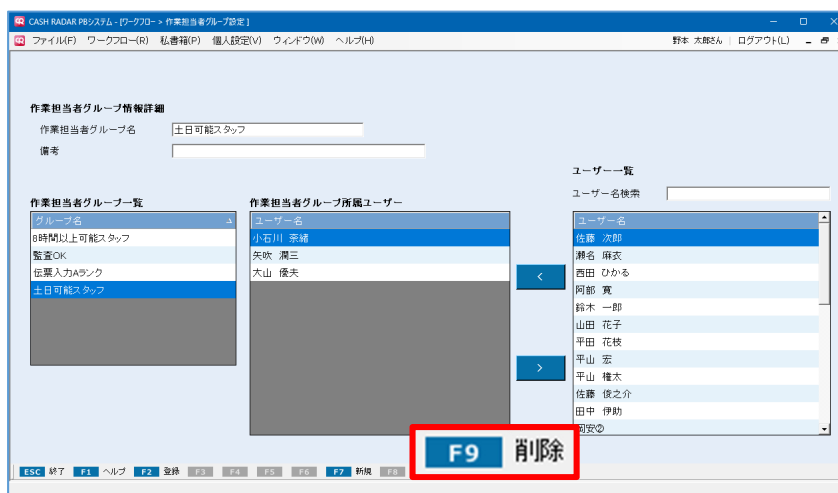 CASH RADAR PBシステム - [ワークフロー > 作業担当者グループ設定 ]
ファイル(F) ワークフロー(R) 私書箱(P) 個人設定(V) ウィンドウ(W) ヘルプ(H) 野本 太郎さん ログアウト(L)
作業担当者グループ情報詳細
作業担当者グループ名 土日可能スタッフ
備考
ユーザー一覧
ユーザー名検索
作業担当者グループ一覧 作業担当者グループ所属ユーザー
グループ名 ユーザー名 ユーザー名
8時間以上可能スタッフ 小石川 奈緒 佐藤 次郎
監査OK 矢吹 潤三 瀬名 麻衣
伝票入力Aランク 大山 優夫 西田 ひかる
土日可能スタッフ 阿部 寛
<
鈴木 一郎
山田 花子
平田 花枝
平山 宏
>
平山 権太
佐藤 俊之介
田中 伊助
岡安②
F9 削除
ESC 終了 F1 ヘルプ F2 登録 F3 F4 F5 F6 F7 新規 F8